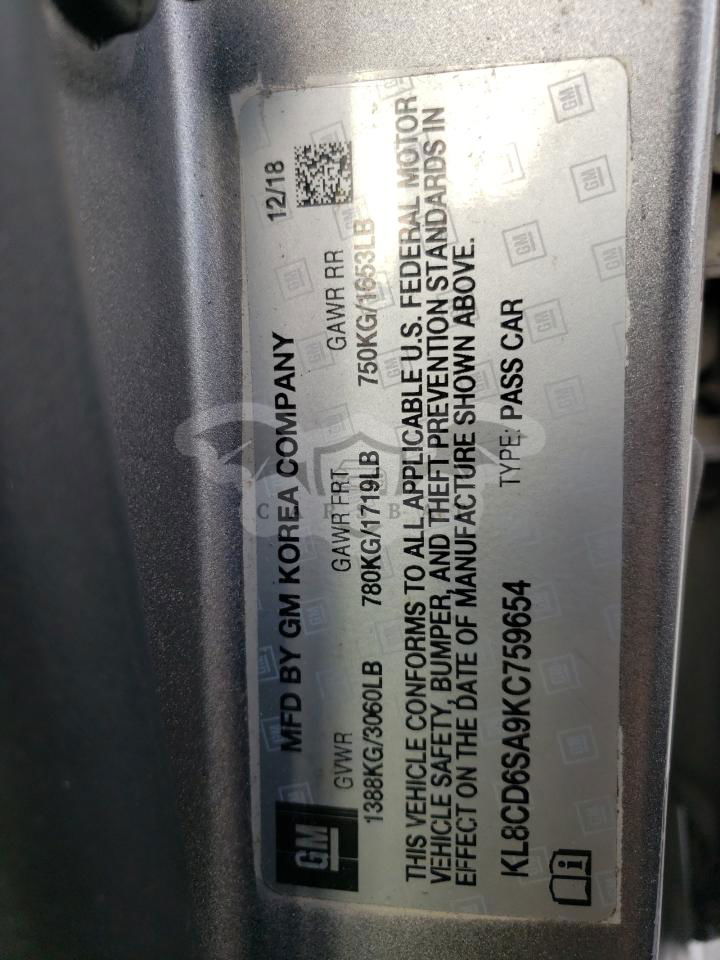 GM
MFD BY GM KOREA COMPANY 12/18
GVWR GAWR FRT GAWR RR
1388KG/3060LB 780KG/1719LB 750KG/1653LB
THIS VEHICLE CONFORMS TO ALL APPLICABLE U.S. FEDERAL MOTOR
VEHICLE SAFETY, BUMPER, AND THEFT PREVENTION STANDARDS IN
EFFECT ON THE DATE OF MANUFACTURE SHOWN ABOVE.
KL8CD6SA9KC759654 TYPE: PASS CAR